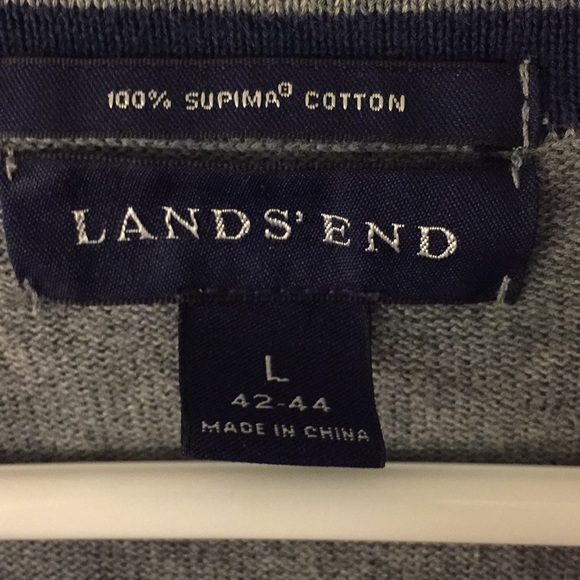 100% SUPIMA® COTTON
LANDS' END
L
42-44
MADE IN CHINA